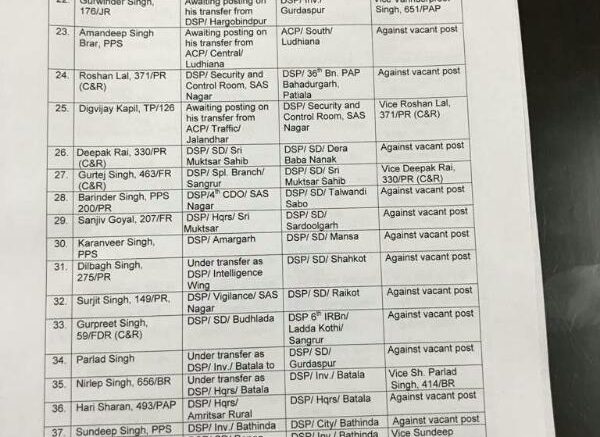 22. Gurwinder Singh, 176/JR Awaiting posting on his transfer from DSP/ Hargobindpur DSP/ Inv./ Gurdaspur Singh, 651/PAP
23. Amandeep Singh Brar, PPS Awaiting posting on his transfer from ACP/ Central/ Ludhiana ACP/ South/ Ludhiana Against vacant post
24. Roshan Lal, 371/PR (C&R) DSP/ Security and Control Room, SAS Nagar DSP/ 36th Bn. PAP Bahadurgarh, Patiala Against vacant post
25. Digvijay Kapil, TP/126 Awaiting posting on his transfer from ACP/ Traffic/ Jalandhar DSP/ Security and Control Room, SAS Nagar Vice Roshan Lal, 371/PR (C&R)
26. Deepak Rai, 330/PR (C&R) DSP/ SD/ Sri Muktsar Sahib DSP/ SD/ Dera Baba Nanak Against vacant post
27. Gurtej Singh, 463/FR (C&R) DSP/ Spl. Branch/ Sangrur DSP/ SD/ Sri Muktsar Sahib Vice Deepak Rai, 330/PR (C&R)
28. Barinder Singh, PPS 200/PR DSP/4th CDO/ SAS Nagar DSP/ SD/ Talwandi Sabo Against vacant post
29. Sanjiv Goyal, 207/FR DSP/ Hqrs/ Sri Muktsar DSP/ SD/ Sardoolgarh Against vacant post
30. Karanveer Singh, PPS DSP/ Amargarh DSP/ SD/ Mansa Against vacant post
31. Dilbagh Singh, 275/PR Under transfer as DSP/ Intelligence Wing DSP/ SD/ Shahkot Against vacant post
32. Surjit Singh, 149/PR, DSP/ Vigilance/ SAS Nagar DSP/ SD/ Raikot Against vacant post
33. Gurpreet Singh, 59/FDR (C&R) DSP/ SD/ Budhlada DSP 6th IRBn/ Ladda Kothi/ Sangrur Against vacant post
34. Parlad Singh Under transfer as DSP/ Inv./ Batala to DSP/ SD/ Gurdaspur Against vacant post
35. Nirlep Singh, 656/BR Under transfer as DSP/ Hqrs/ Batala DSP/ Inv./ Batala Vice Sh. Parlad Singh, 414/BR
36. Hari Sharan, 493/PAP DSP/ Hqrs/ Amritsar Rural DSP/ Hqrs/ Batala Against vacant post
37. Sundeep Singh, PPS DSP/ Inv./ Bathinda DSP/ City/ Bathinda Against vacant post
DSP/ Inv./ Bathinda Vice Sundeep